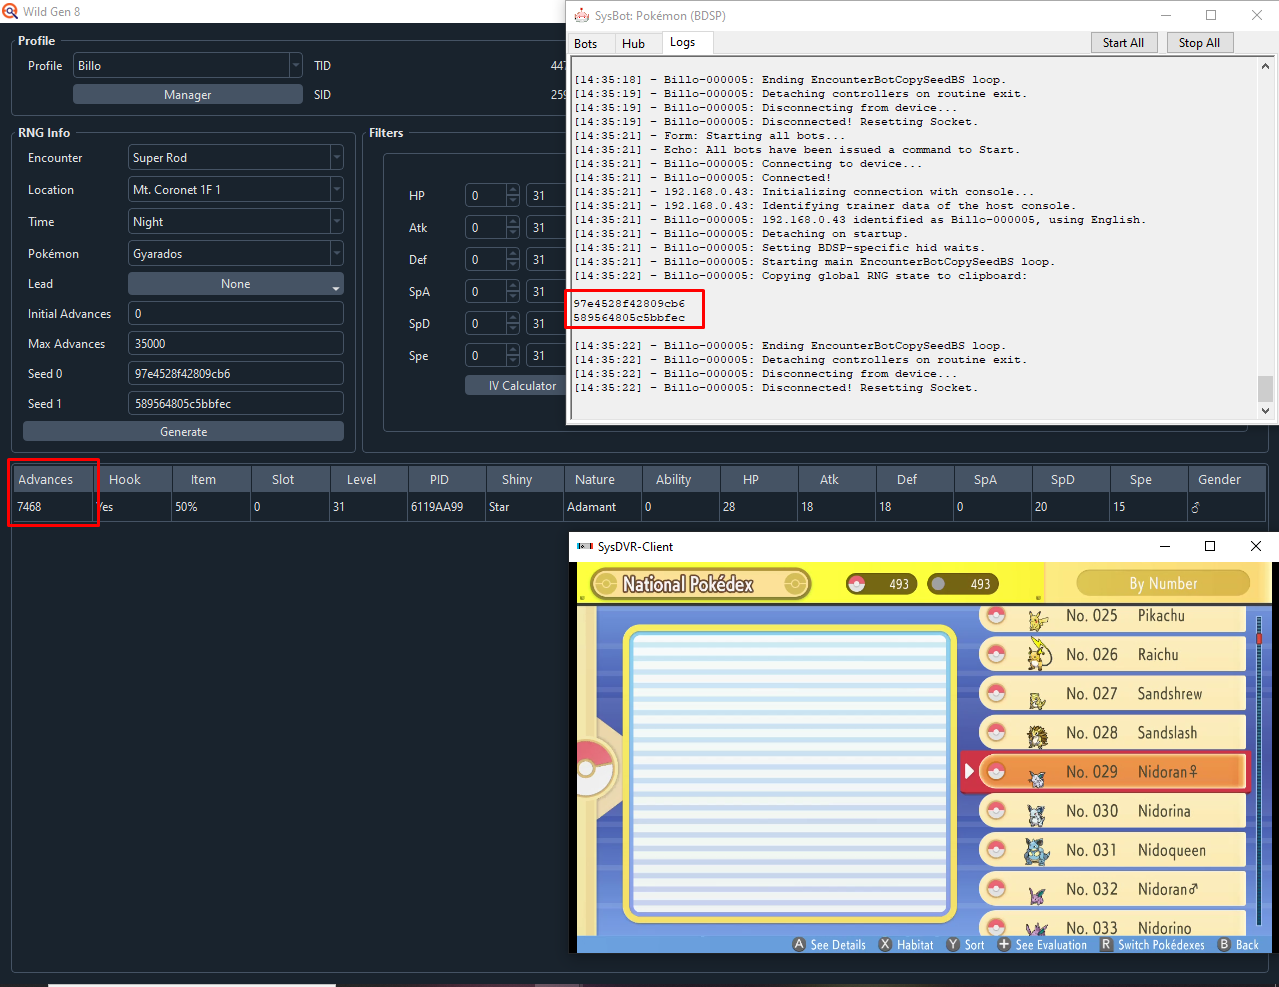 Wild Gen 8
Profile
Profile Billo TID 447
Manager SID 259
RNG Info
Encounter Super Rod
Location Mt. Coronet 1F 1
Time Night
Pokémon Gyarados
Lead None
Initial Advances 0
Max Advances 35000
Seed 0 97e4528f42809cb6
Seed 1 589564805c5bbfec
Generate
Filters
HP 0 31
Atk 0 31
Def 0 31
SpA 0 31
SpD 0 31
Spe 0 31
IV Calculator
SysBot: Pokémon (BDSP)
Bots Hub Logs Start All Stop All
[14:35:18] - Billo-000005: Ending EncounterBotCopySeedBS loop.
[14:35:19] - Billo-000005: Detaching controllers on routine exit.
[14:35:19] - Billo-000005: Disconnecting from device...
[14:35:19] - Billo-000005: Disconnected! Resetting Socket.
[14:35:21] - Form: Starting all bots...
[14:35:21] - Echo: All bots have been issued a command to Start.
[14:35:21] - Billo-000005: Connecting to device...
[14:35:21] - Billo-000005: Connected!
[14:35:21] - 192.168.0.43: Initializing connection with console...
[14:35:21] - 192.168.0.43: Identifying trainer data of the host console.
[14:35:21] - Billo-000005: 192.168.0.43 identified as Billo-000005, using English.
[14:35:21] - Billo-000005: Detaching on startup.
[14:35:21] - Billo-000005: Setting BDSP-specific hid waits.
[14:35:21] - Billo-000005: Starting main EncounterBotCopySeedBS loop.
[14:35:22] - Billo-000005: Copying global RNG state to clipboard:
97e4528f42809cb6
589564805c5bbfec
[14:35:22] - Billo-000005: Ending EncounterBotCopySeedBS loop.
[14:35:22] - Billo-000005: Detaching controllers on routine exit.
[14:35:22] - Billo-000005: Disconnecting from device...
[14:35:22] - Billo-000005: Disconnected! Resetting Socket.
Advances Hook Item Slot Level PID Shiny Nature Ability HP Atk Def SpA SpD Spe Gender
7468 Yes 50% 0 31 6119AA99 Star Adamant 0 28 18 18 0 20 15 ♂
SysDVR-Client
National Pokédex 493 493 By Number
No. 025 Pikachu
No. 026 Raichu
No. 027 Sandshrew
No. 028 Sandslash
No. 029 Nidoran♀
No. 030 Nidorina
No. 031 Nidoqueen
No. 032 Nidoran♂
No. 033 Nidorino
A See Details X Habitat Y Sort + See Evaluation R Switch Pokédexes B Back